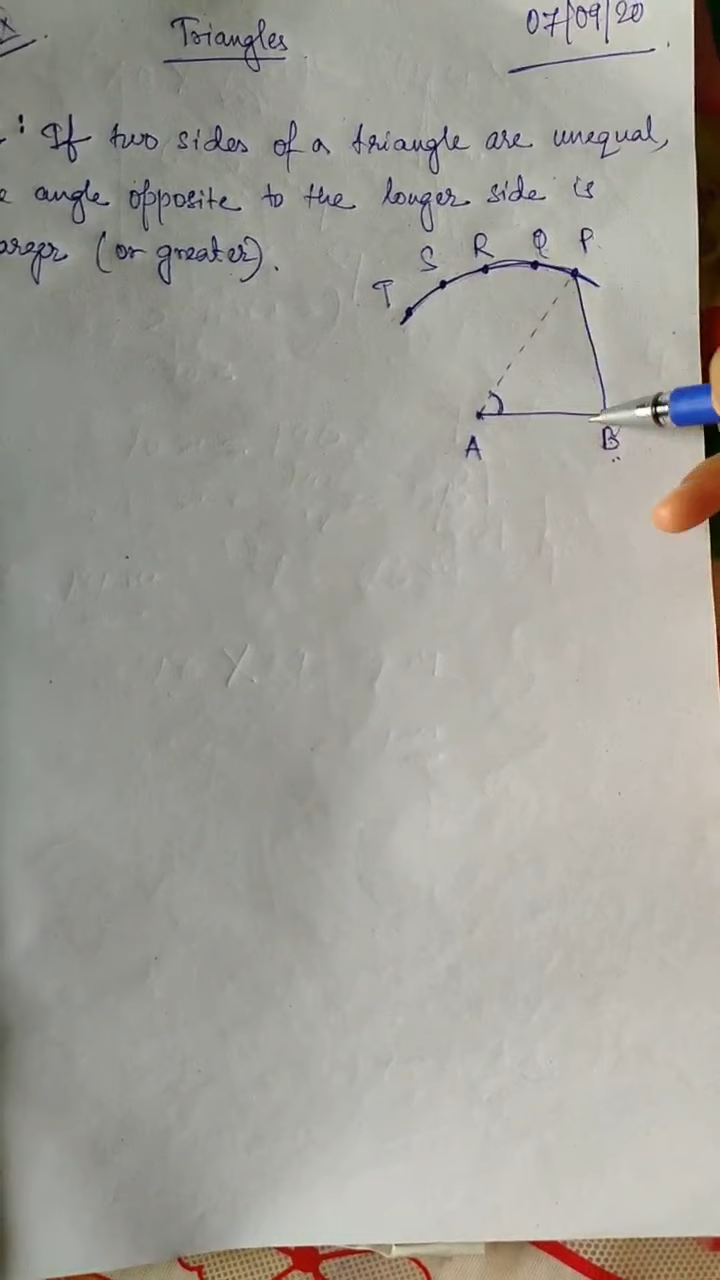 Triangles
07/09/20
: If two sides of a triangle are unequal,
angle opposite to the longer side is
(or greater).
T S R Q P
A B